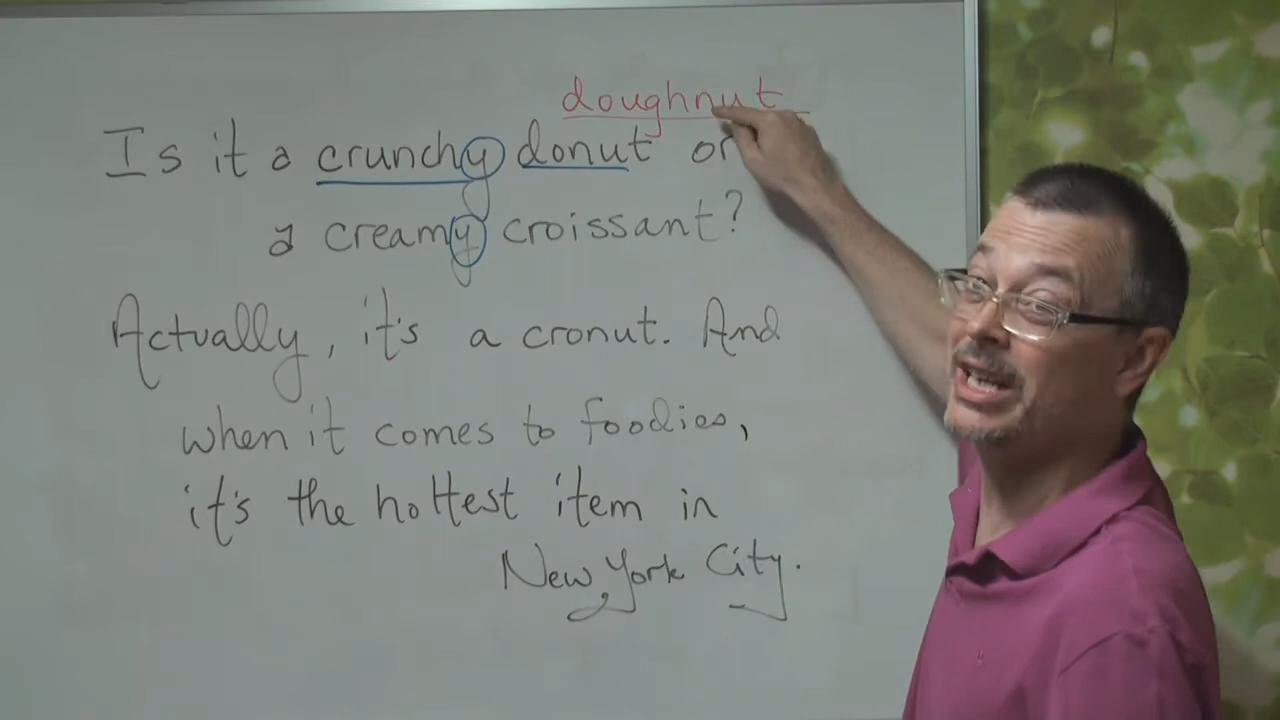 doughnut
Is it a crunchy donut or
a creamy croissant?
Actually, it's a cronut. And
when it comes to foodies,
it's the hottest item in
New York City.